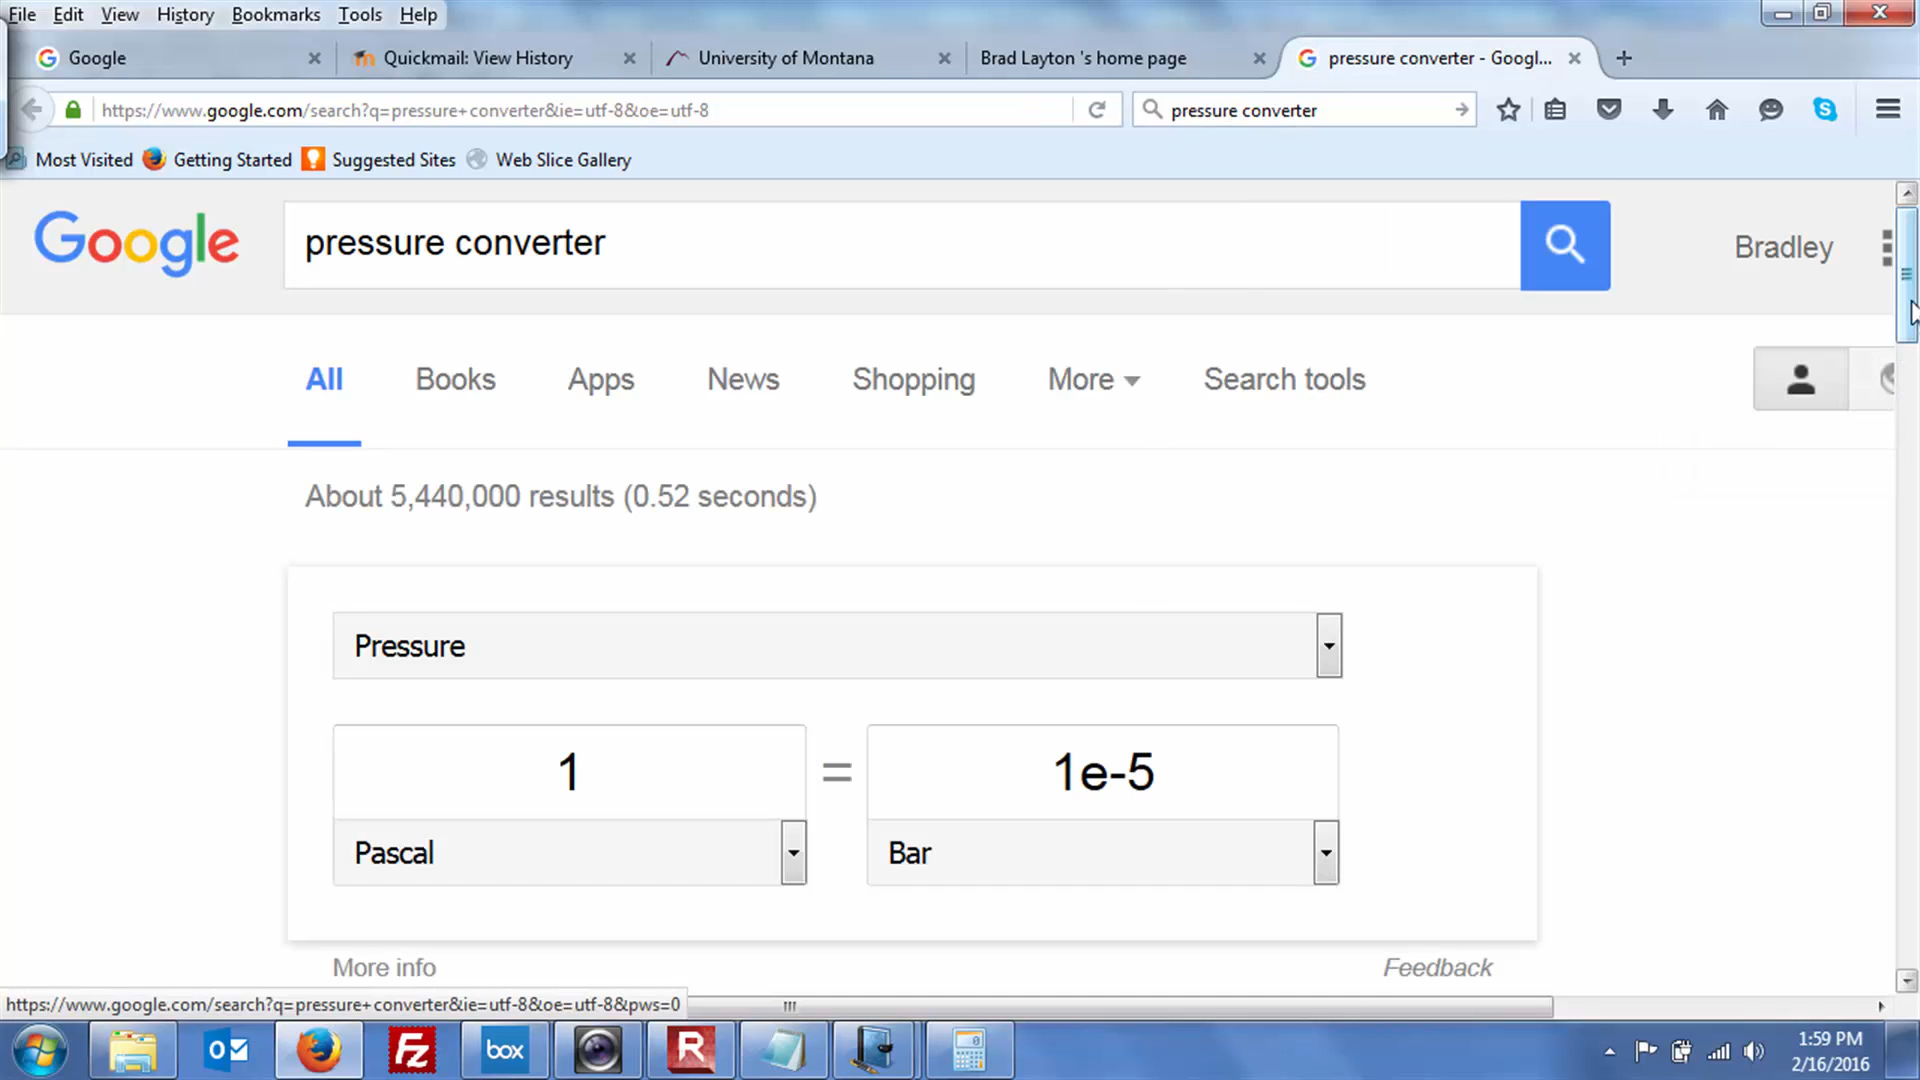 File Edit View History Bookmarks Tools Help
Google Quickmail: View History University of Montana Brad Layton 's home page pressure converter - Googl...
https://www.google.com/search?q=pressure+converter&ie=utf-8&oe=utf-8 pressure converter
Most Visited Getting Started Suggested Sites Web Slice Gallery
Google pressure converter Bradley
All Books Apps News Shopping More Search tools
About 5,440,000 results (0.52 seconds)
Pressure
1 = 1e-5
Pascal Bar
More info Feedback
https://www.google.com/search?q=pressure+converter&ie=utf-8&oe=utf-8&pws=0
box
1:59 PM
2/16/2016